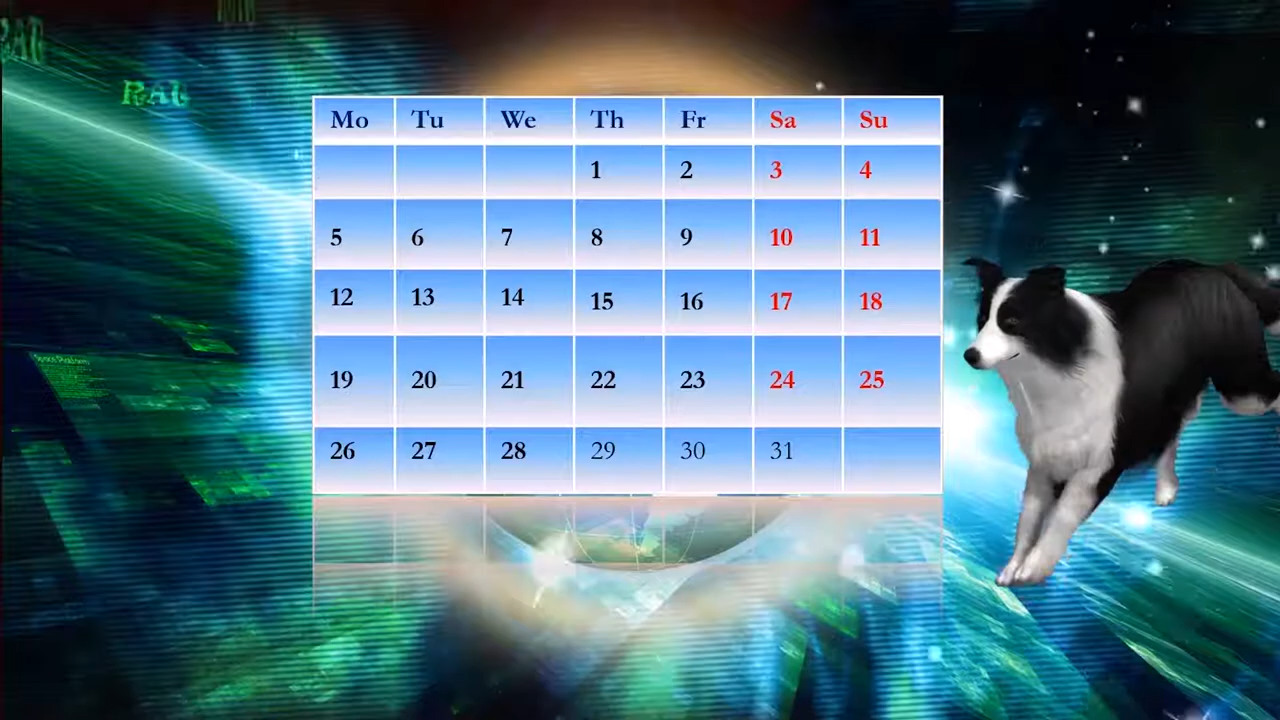 RAU
Mo Tu We Th Fr Sa Su
1 2 3 4
5 6 7 8 9 10 11
12 13 14 15 16 17 18
19 20 21 22 23 24 25
26 27 28 29 30 31